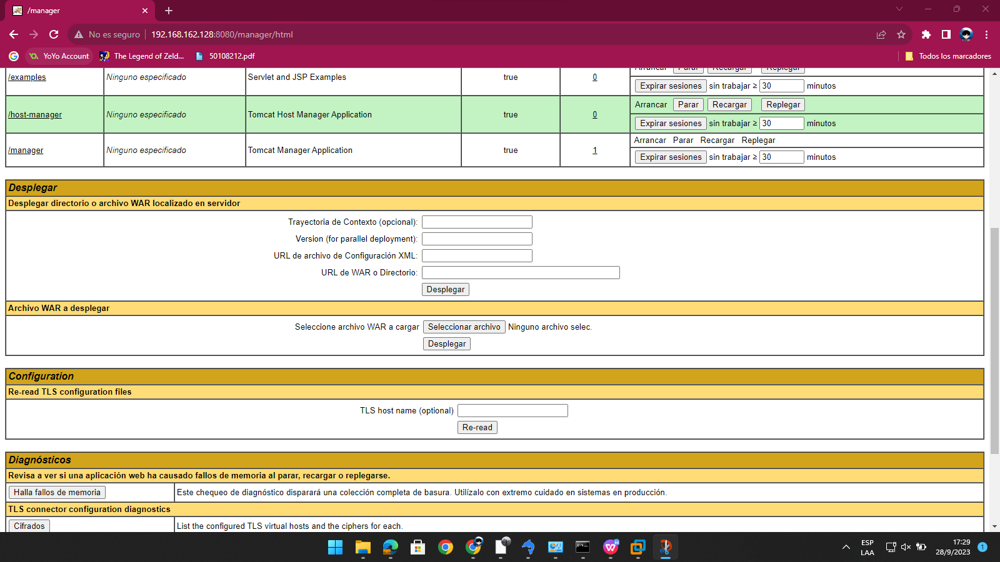 /manager
No es seguro 192.168.162.128:8080/manager/html
YoYo Account The Legend of Zeld... 50108212.pdf Todos los marcadores
Arrancar Parar Recargar Replegar
/examples Ninguno especificado Servlet and JSP Examples true 0
Expirar sesiones sin trabajar ≥ 30 minutos
Arrancar Parar Recargar Replegar
/host-manager Ninguno especificado Tomcat Host Manager Application true 0
Expirar sesiones sin trabajar ≥ 30 minutos
Arrancar Parar Recargar Replegar
/manager Ninguno especificado Tomcat Manager Application true 1
Expirar sesiones sin trabajar ≥ 30 minutos
Desplegar
Desplegar directorio o archivo WAR localizado en servidor
Trayectoria de Contexto (opcional):
Version (for parallel deployment):
URL de archivo de Configuración XML:
URL de WAR o Directorio:
Desplegar
Archivo WAR a desplegar
Seleccione archivo WAR a cargar Seleccionar archivo Ninguno archivo selec.
Desplegar
Configuration
Re-read TLS configuration files
TLS host name (optional)
Re-read
Diagnósticos
Revisa a ver si una aplicación web ha causado fallos de memoria al parar, recargar o replegarse.
Halla fallos de memoria Este chequeo de diagnóstico disparará una colección completa de basura. Utilízalo con extremo cuidado en sistemas en producción.
TLS connector configuration diagnostics
Cifrados List the configured TLS virtual hosts and the ciphers for each.
ESP
LAA
17:29
28/9/2023
1